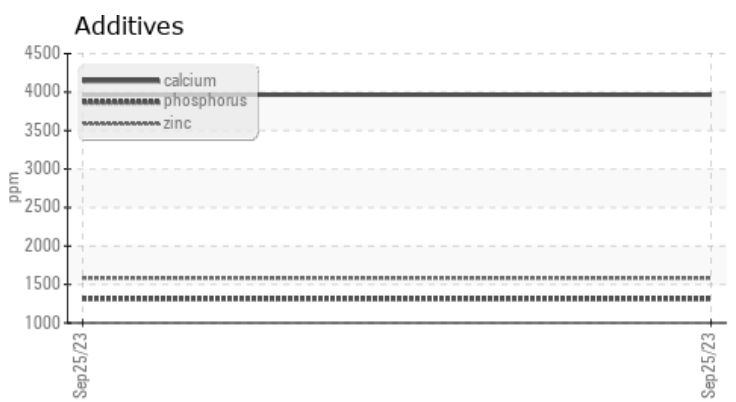 Additives
4500
4000
3500
3000
2500
2000
1500
1000
ppm
calcium
phosphorus
zinc
Sep25/23
Sep25/23